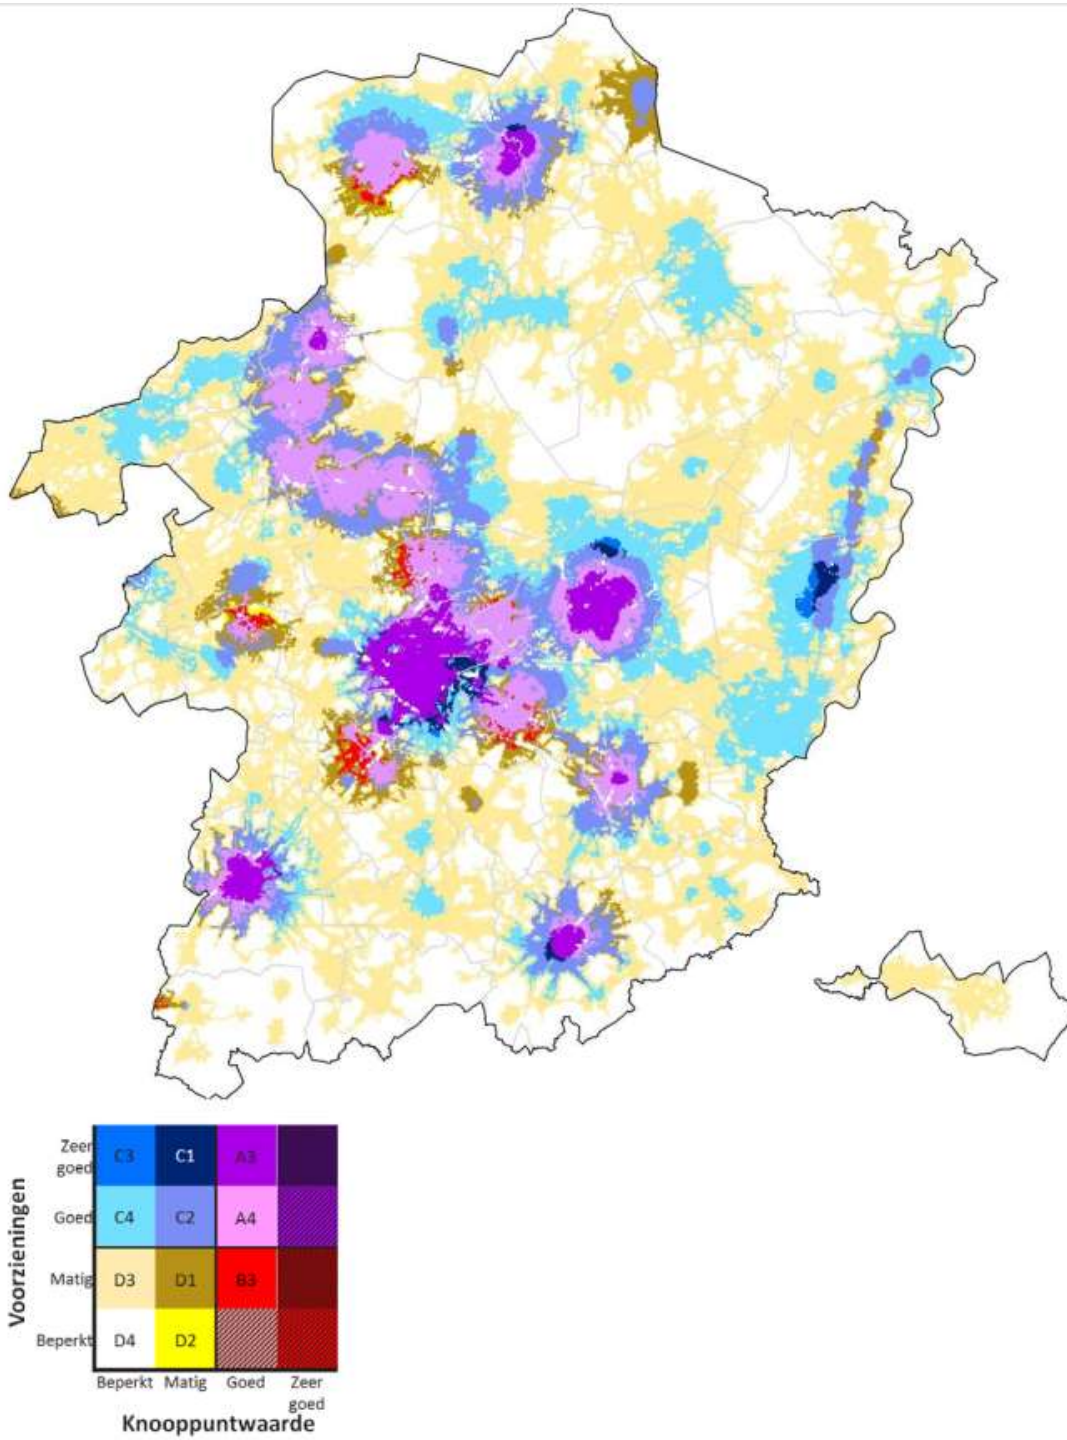 Zeer
goed
C3 C1 A3
Goed
C4 C2 A4
Matig
D3 D1 B3
Beperkt
D4 D2
Voorzieningen
Beperkt Matig Goed Zeer
goed
Knooppuntwaarde